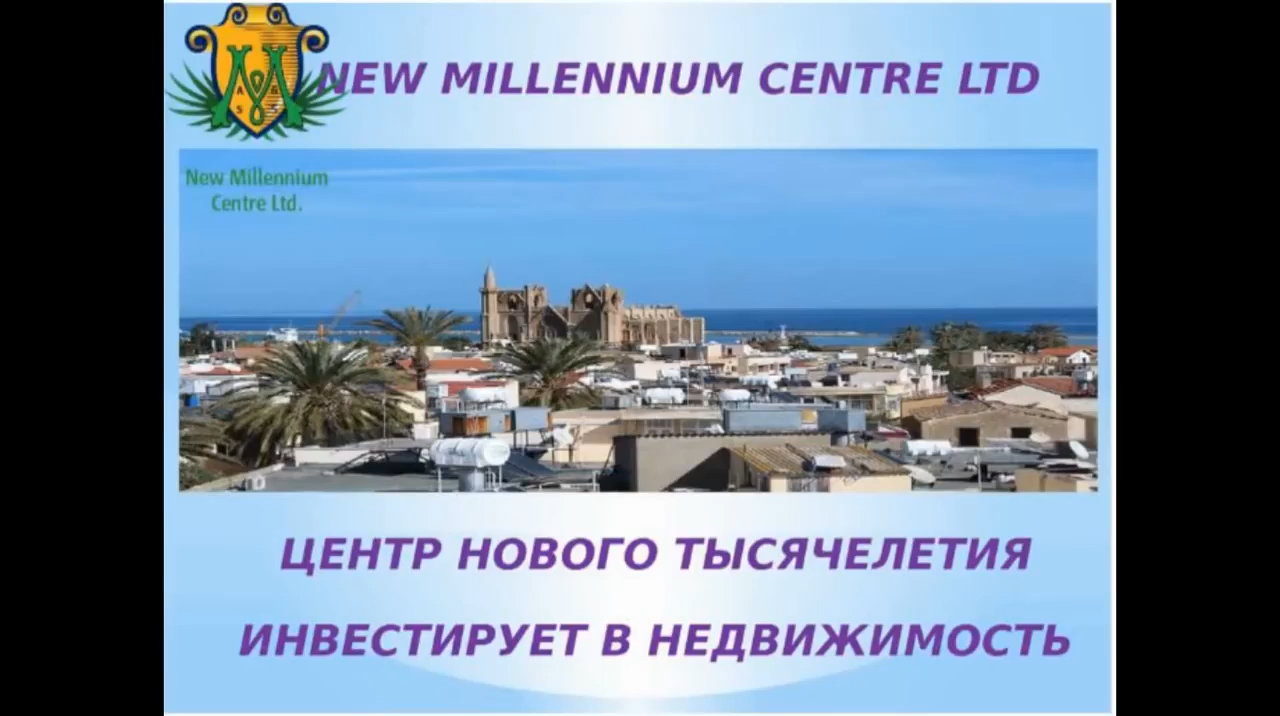 NEW MILLENNIUM CENTRE LTD
New Millennium
Centre Ltd.
ЦЕНТР НОВОГО ТЫСЯЧЕЛЕТИЯ
ИНВЕСТИРУЕТ В НЕДВИЖИМОСТЬ